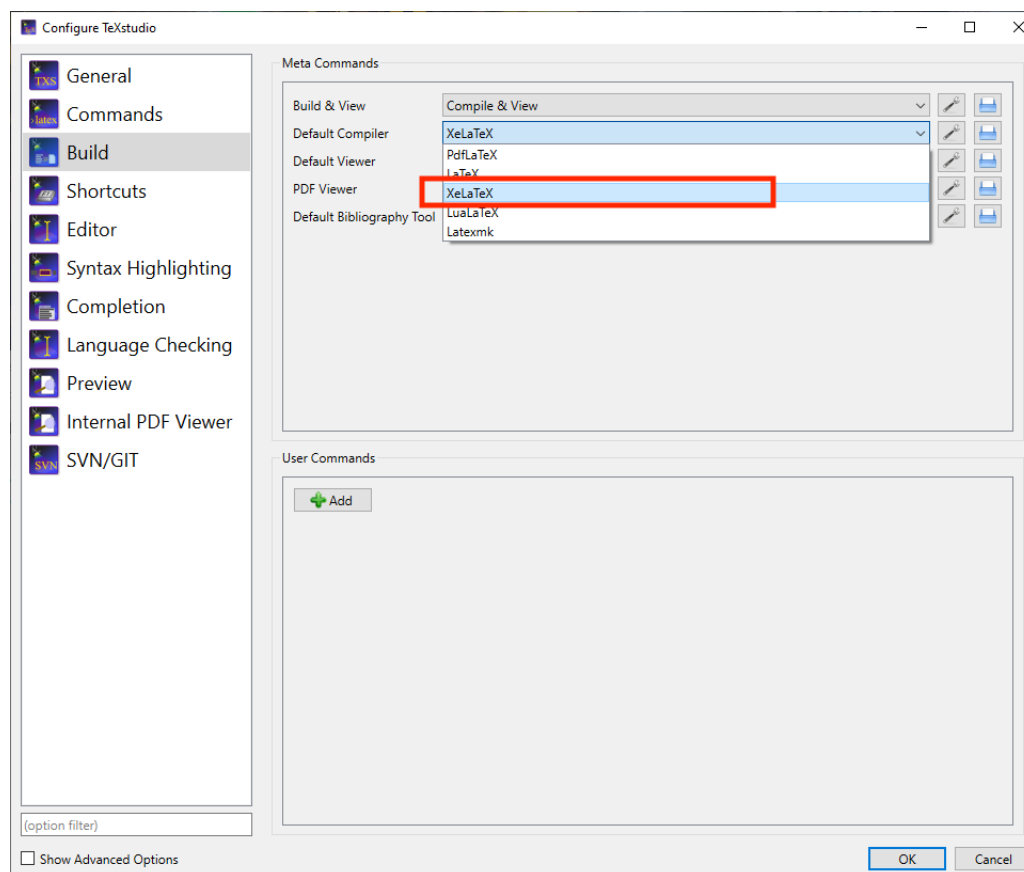 Configure TeXstudio
General
Commands
Build
Shortcuts
Editor
Syntax Highlighting
Completion
Language Checking
Preview
Internal PDF Viewer
SVN/GIT
(option filter)
Show Advanced Options
Meta Commands
Build & View Compile & View
Default Compiler XeLaTeX
Default Viewer PdfLaTeX
LaTeX
PDF Viewer XeLaTeX
Default Bibliography Tool LuaLaTeX
Latexmk
User Commands
Add
OK Cancel